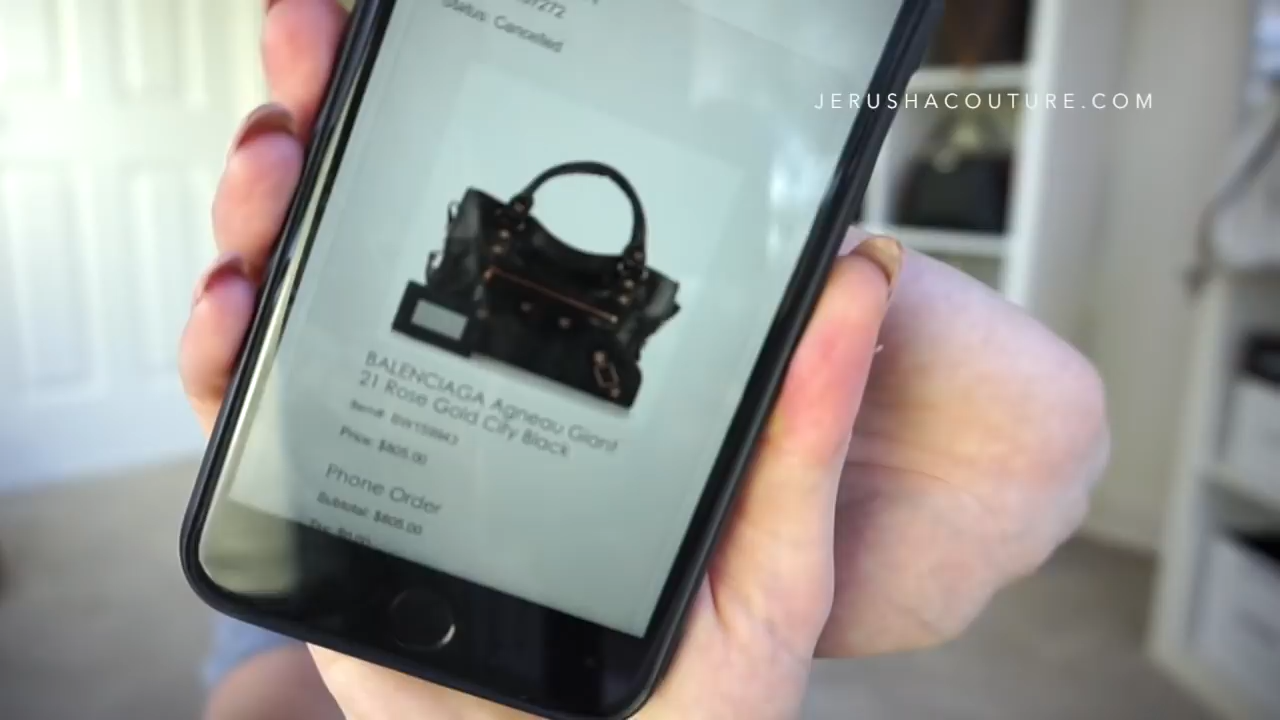 Status: Cancelled
JERUSHACOUTURE.COM
BALENCIAGA Agneau Giant
21 Rose Gold City Black
Price: $805.00
Phone Order
Subtotal: $805.00